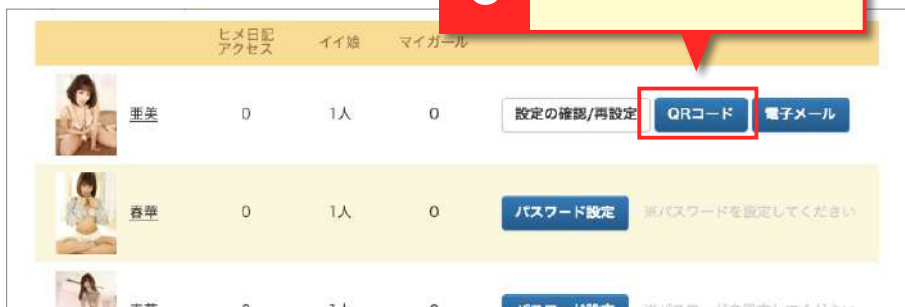 ヒメ日記
アクセス
イイ娘
マイガール
亜美
0
1人
0
設定の確認/再設定
QRコード
電子メール
春華
0
1人
0
パスワード設定
※パスワードを設定してください